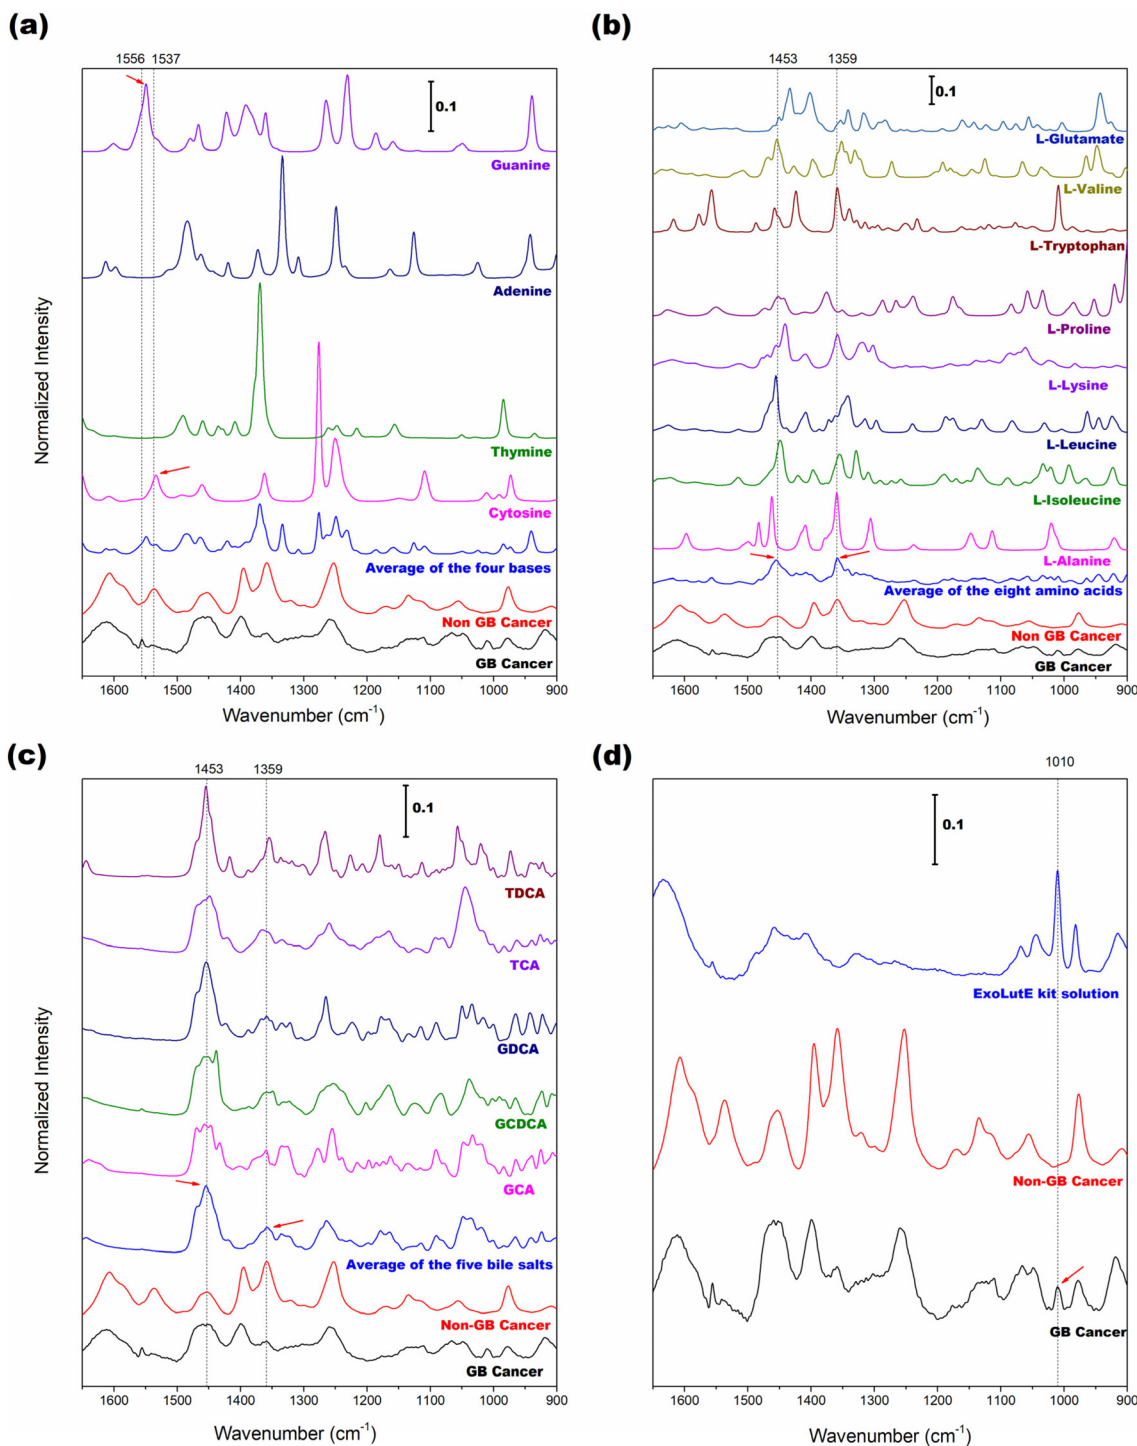 (a)
1556 1537
0.1
Guanine
Adenine
Thymine
Cytosine
Average of the four bases
Non GB Cancer
GB Cancer
Normalized Intensity
1600 1500 1400 1300 1200 1100 1000 900
Wavenumber (cm⁻¹)
(b)
1453 1359
0.1
L-Glutamate
L-Valine
L-Tryptophan
L-Proline
L-Lysine
L-Leucine
L-Isoleucine
L-Alanine
Average of the eight amino acids
Non GB Cancer
GB Cancer
1600 1500 1400 1300 1200 1100 1000 900
Wavenumber (cm⁻¹)
(c)
1453 1359
0.1
TDCA
TCA
GDCA
GCDCA
GCA
Average of the five bile salts
Non-GB Cancer
GB Cancer
Normalized Intensity
1600 1500 1400 1300 1200 1100 1000 900
Wavenumber (cm⁻¹)
(d)
1010
0.1
ExoLutE kit solution
Non-GB Cancer
GB Cancer
1600 1500 1400 1300 1200 1100 1000 900
Wavenumber (cm⁻¹)